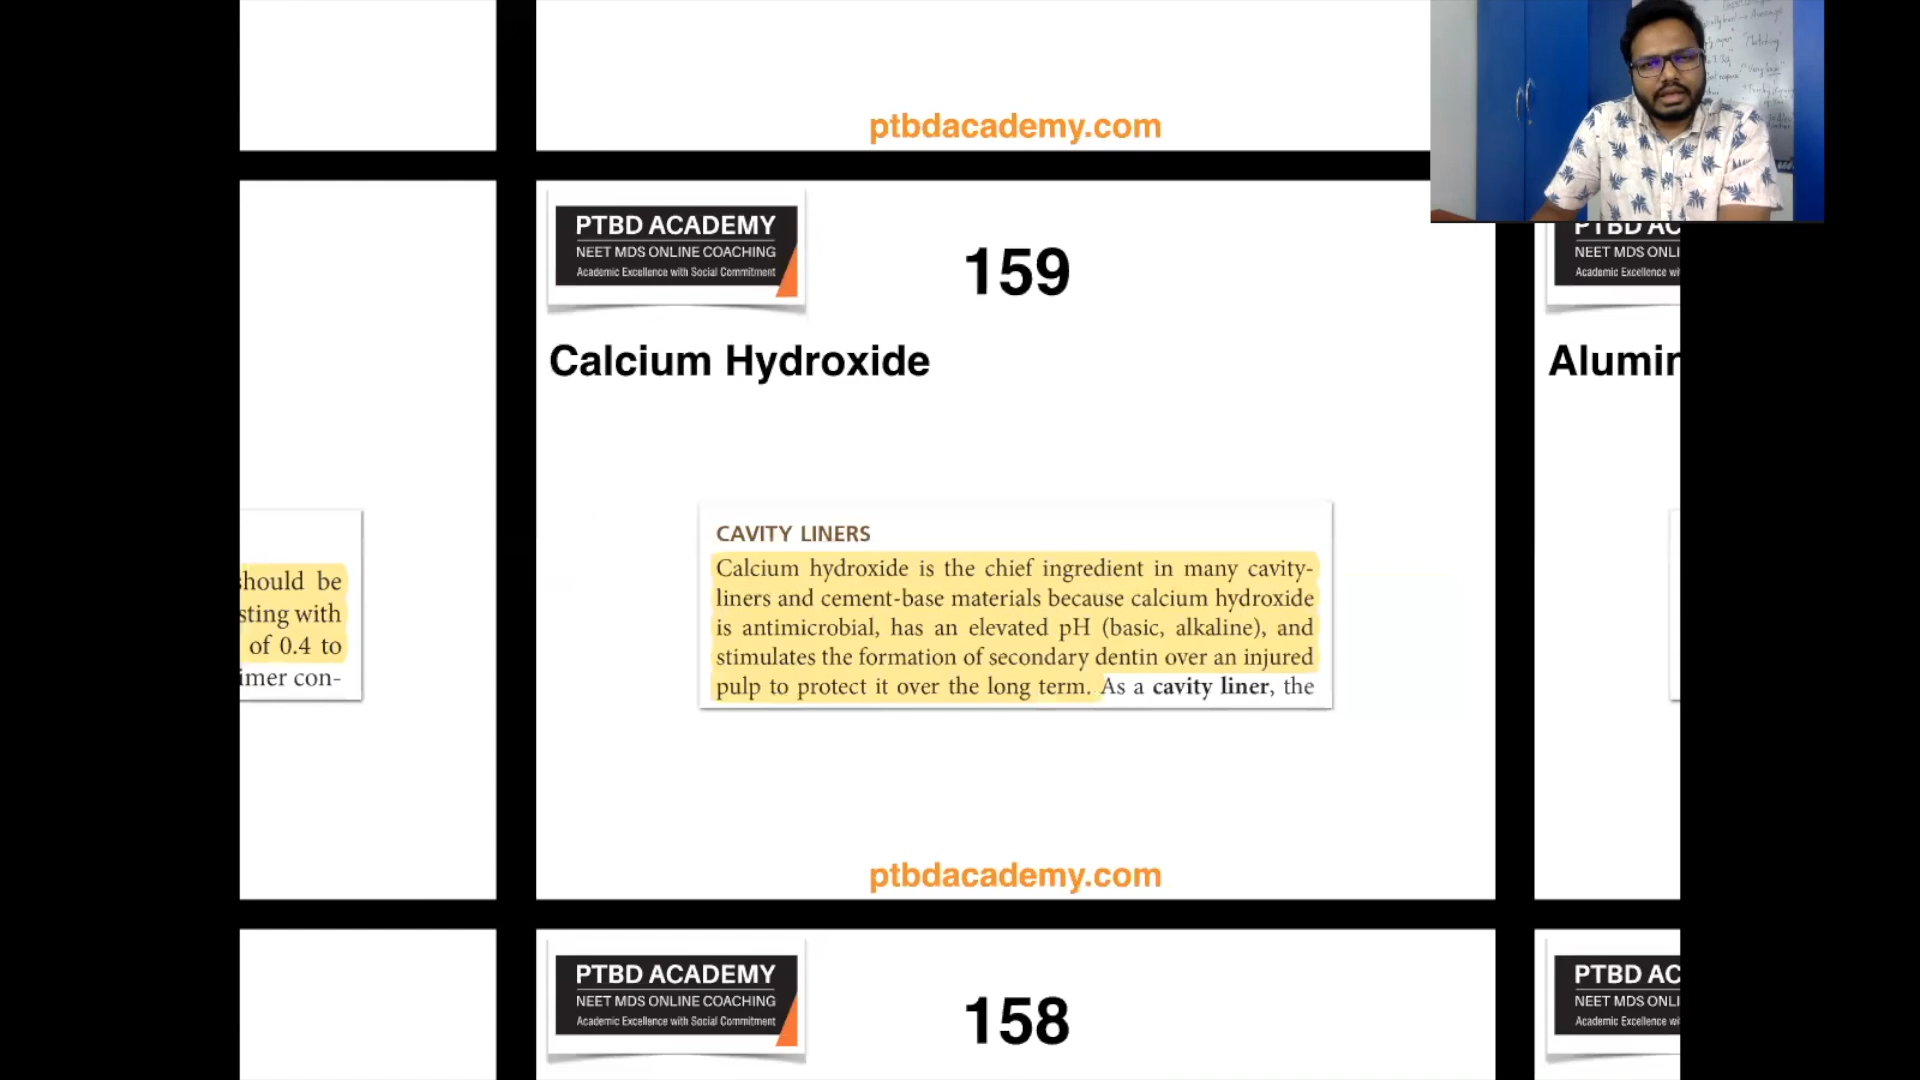 ptbdacademy.com
PTBD ACADEMY
NEET MDS ONLINE COACHING
Academic Excellence with Social Commitment
159
Calcium Hydroxide
CAVITY LINERS
Calcium hydroxide is the chief ingredient in many cavity-
liners and cement-base materials because calcium hydroxide
is antimicrobial, has an elevated pH (basic, alkaline), and
stimulates the formation of secondary dentin over an injured
pulp to protect it over the long term. As a cavity liner, the
ptbdacademy.com
should be
sting with
of 0.4 to
imer con-
PTBD AC
NEET MDS ONLI
Academic Excellence wi
Alumin
PTBD ACADEMY
NEET MDS ONLINE COACHING
Academic Excellence with Social Commitment
158
PTBD AC
NEET MDS ONLI
Academic Excellence wi
"Matching"